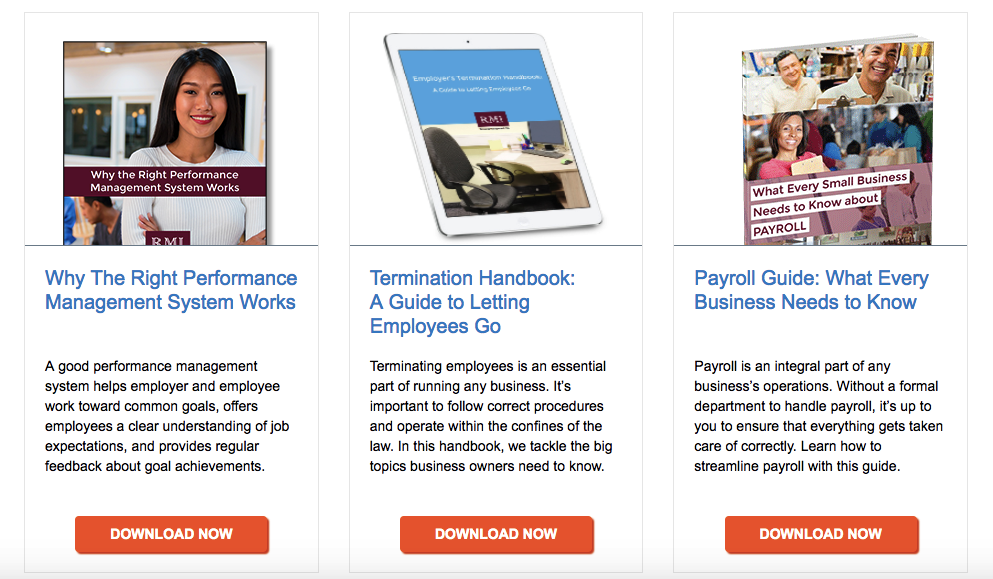 Why the Right Performance
Management System Works
RMI
Why The Right Performance
Management System Works
A good performance management
system helps employer and employee
work toward common goals, offers
employees a clear understanding of job
expectations, and provides regular
feedback about goal achievements.
DOWNLOAD NOW
Employer's Termination Handbook:
A Guide to Letting Employees Go
RMI
Termination Handbook:
A Guide to Letting
Employees Go
Terminating employees is an essential
part of running any business. It’s
important to follow correct procedures
and operate within the confines of the
law. In this handbook, we tackle the big
topics business owners need to know.
DOWNLOAD NOW
What Every Small Business
Needs to Know about
PAYROLL
Payroll Guide: What Every
Business Needs to Know
Payroll is an integral part of any
business’s operations. Without a formal
department to handle payroll, it’s up to
you to ensure that everything gets taken
care of correctly. Learn how to
streamline payroll with this guide.
DOWNLOAD NOW